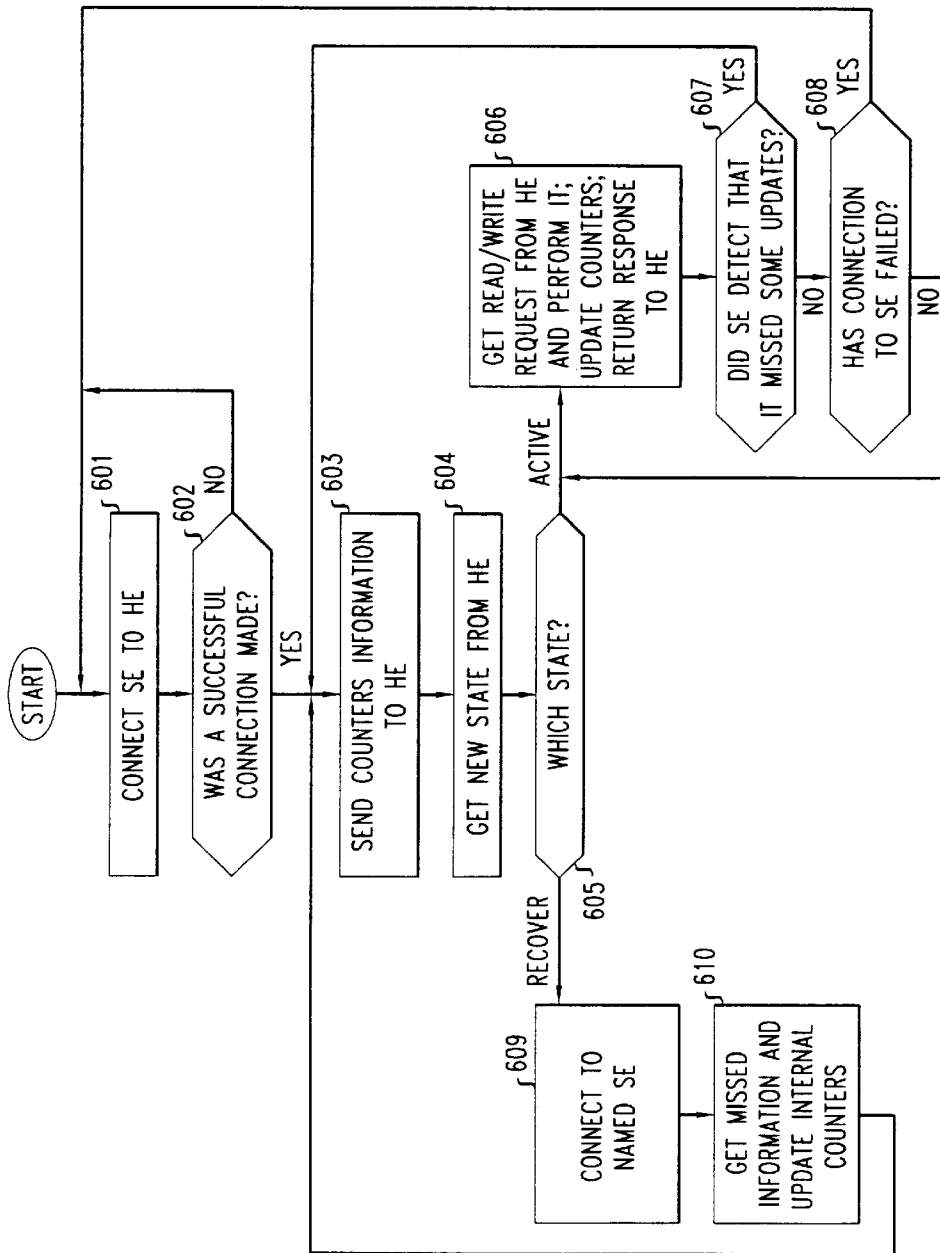 START
601
CONNECT SE TO HE
602
WAS A SUCCESSFUL
CONNECTION MADE?
NO
YES
603
SEND COUNTERS INFORMATION
TO HE
604
GET NEW STATE FROM HE
WHICH STATE?
605
RECOVER
ACTIVE
606
GET READ/WRITE
REQUEST FROM HE
AND PERFORM IT;
UPDATE COUNTERS;
RETURN RESPONSE
TO HE
607
DID SE DETECT THAT
IT MISSED SOME UPDATES?
YES
NO
608
HAS CONNECTION
TO SE FAILED?
YES
NO
609
CONNECT TO
NAMED SE
610
GET MISSED
INFORMATION AND
UPDATE INTERNAL
COUNTERS